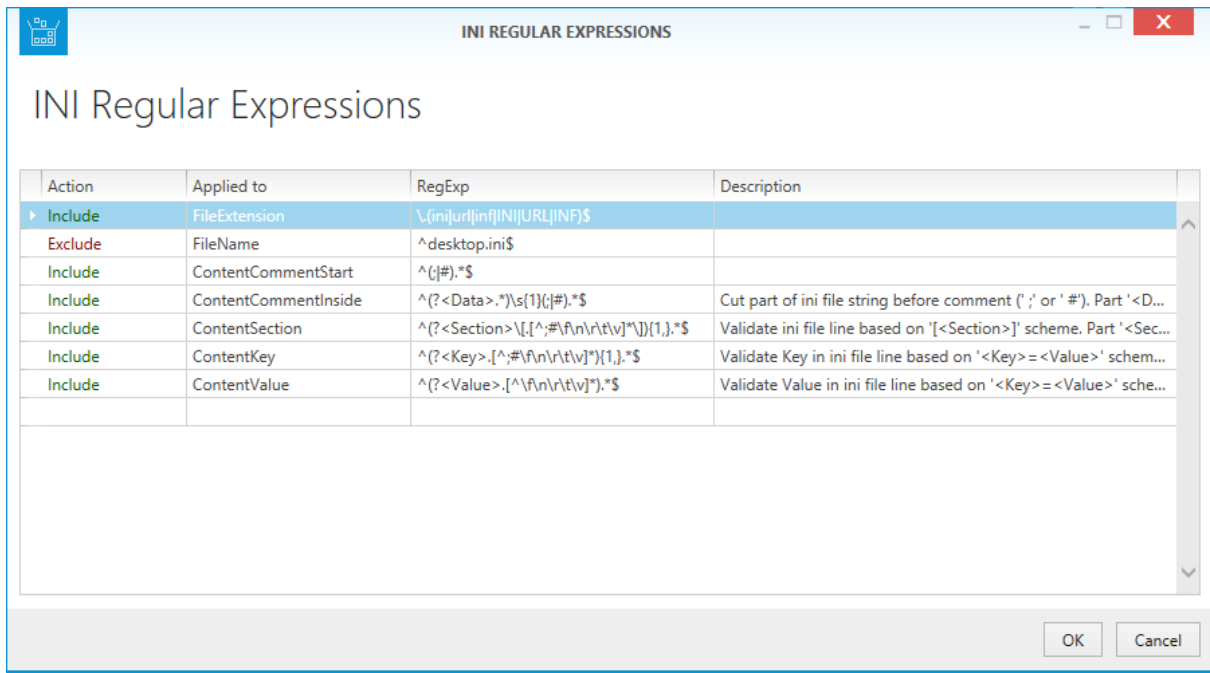 INI REGULAR EXPRESSIONS
INI Regular Expressions
Action Applied to RegExp Description
Include FileExtension \.(ini|url|inf|INI|URL|INF)$
Exclude FileName ^desktop.ini$
Include ContentCommentStart ^(;|#).*$
Include ContentCommentInside ^(?<Data>.*)\s{1}(;|#).*$ Cut part of ini file string before comment (' ;' or ' #'). Part '<D...
Include ContentSection ^(?<Section>\[.[^;#\f\n\r\t\v]*\]){1,}.*$ Validate ini file line based on '[<Section>]' scheme. Part '<Sec...
Include ContentKey ^(?<Key>.[^;#\f\n\r\t\v]*){1,}.*$ Validate Key in ini file line based on '<Key>=<Value>' schem...
Include ContentValue ^(?<Value>.[^\f\n\r\t\v]*).*$ Validate Value in ini file line based on '<Key>=<Value>' sche...
OK Cancel